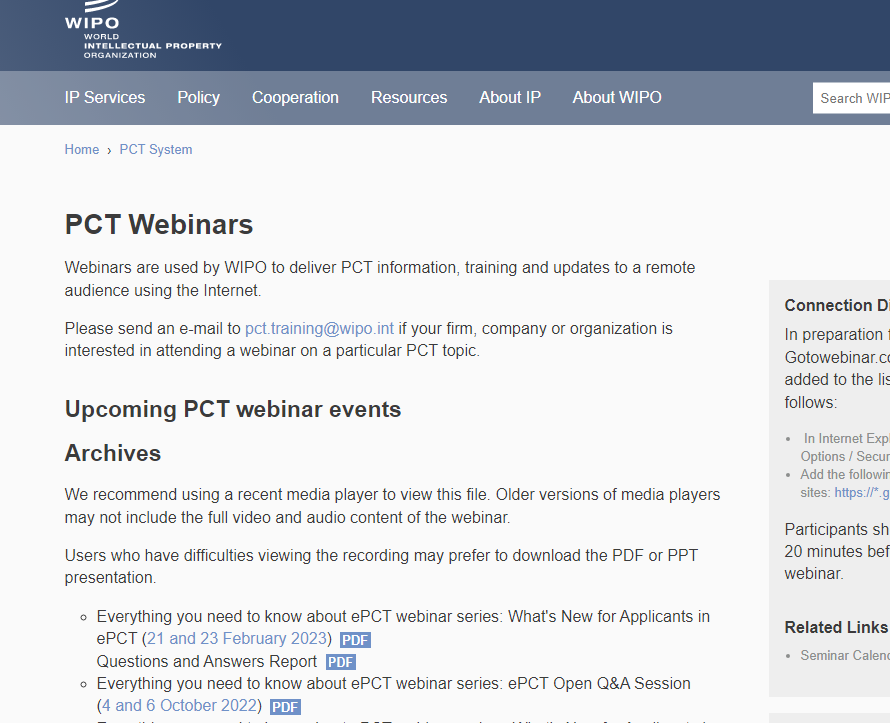 WIPO
WORLD
INTELLECTUAL PROPERTY
ORGANIZATION
IP Services Policy Cooperation Resources About IP About WIPO
Search WIP
Home › PCT System
PCT Webinars
Webinars are used by WIPO to deliver PCT information, training and updates to a remote
audience using the Internet.
Please send an e-mail to pct.training@wipo.int if your firm, company or organization is
interested in attending a webinar on a particular PCT topic.
Upcoming PCT webinar events
Archives
We recommend using a recent media player to view this file. Older versions of media players
may not include the full video and audio content of the webinar.
Users who have difficulties viewing the recording may prefer to download the PDF or PPT
presentation.
Everything you need to know about ePCT webinar series: What's New for Applicants in
ePCT (21 and 23 February 2023) PDF
Questions and Answers Report PDF
Everything you need to know about ePCT webinar series: ePCT Open Q&A Session
(4 and 6 October 2022) PDF
Connection Di
In preparation f
Gotowebinar.co
added to the lis
follows:
In Internet Expl
Options / Secur
Add the followin
sites: https://*.g
Participants sh
20 minutes bef
webinar.
Related Links
Seminar Calend